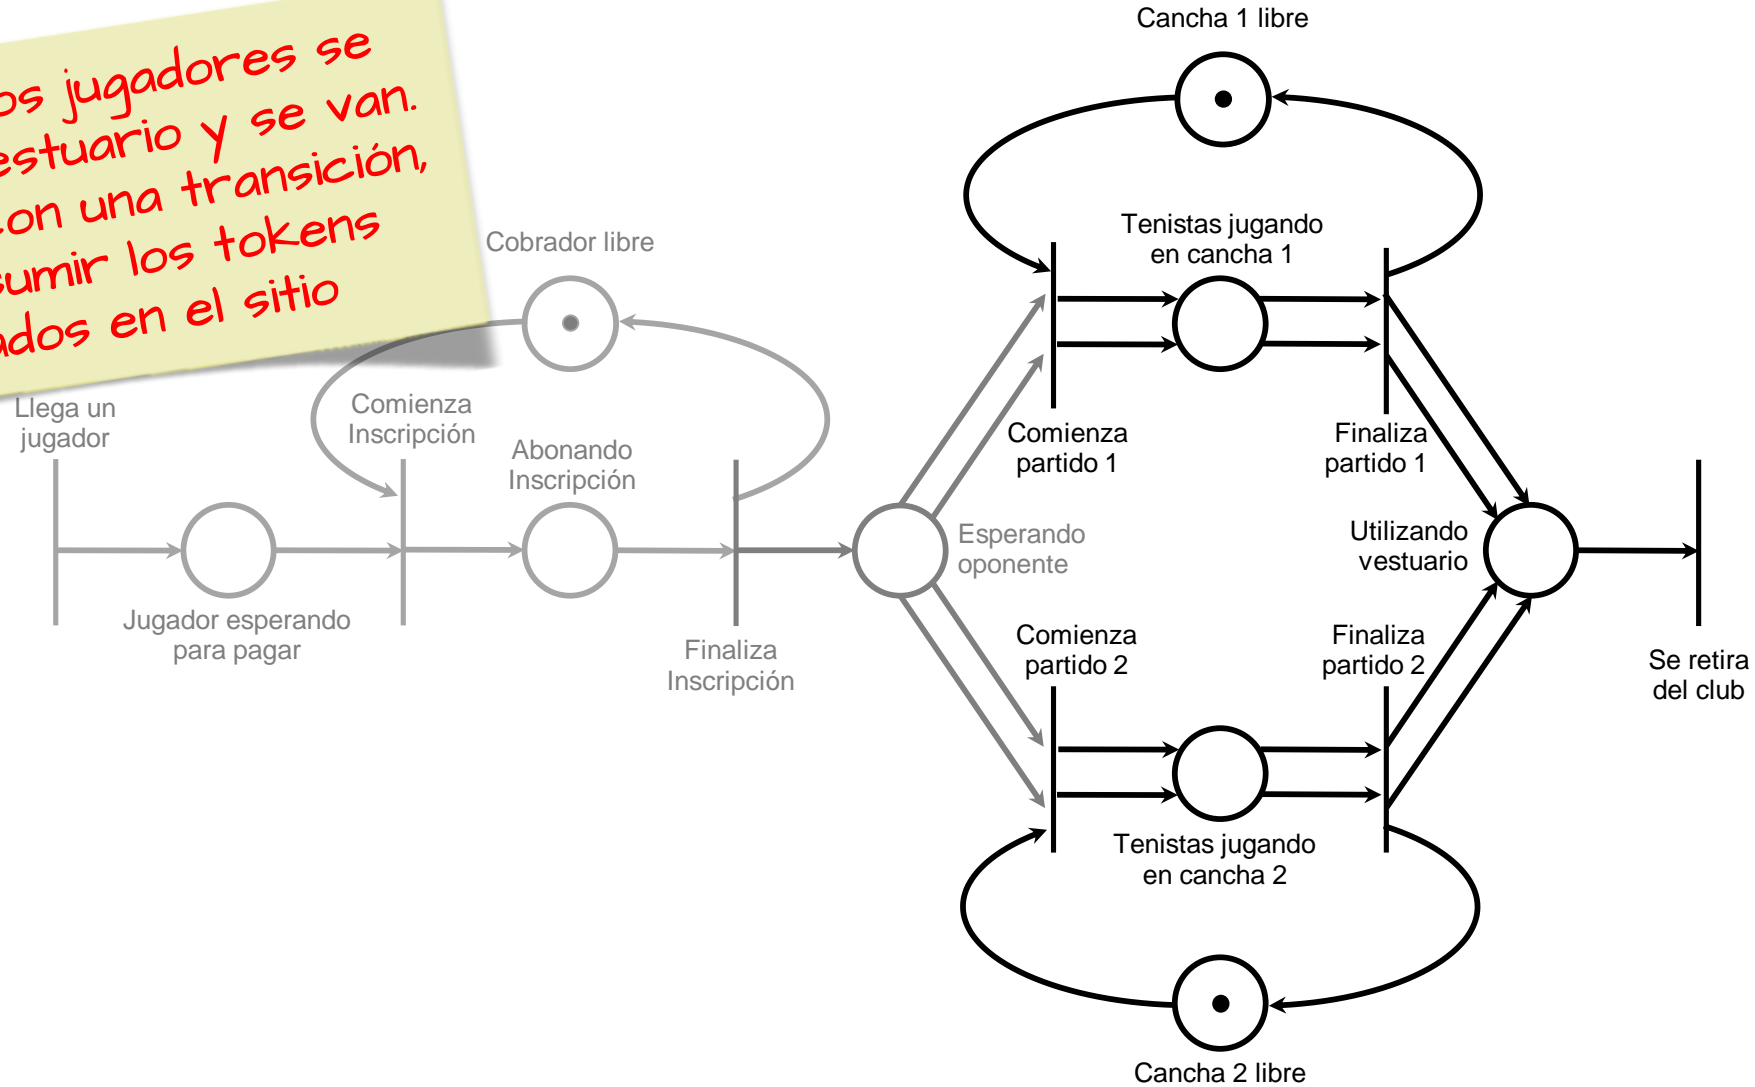 os jugadores se
estuario y se van.
con una transición,
sumir los tokens
ados en el sitio
Cancha 1 libre
Tenistas jugando
en cancha 1
Cobrador libre
Llega un
jugador
Comienza
Inscripción
Abonando
Inscripción
Comienza
partido 1
Finaliza
partido 1
Esperando
oponente
Utilizando
vestuario
Jugador esperando
para pagar
Finaliza
Inscripción
Comienza
partido 2
Finaliza
partido 2
Se retira
del club
Tenistas jugando
en cancha 2
Cancha 2 libre